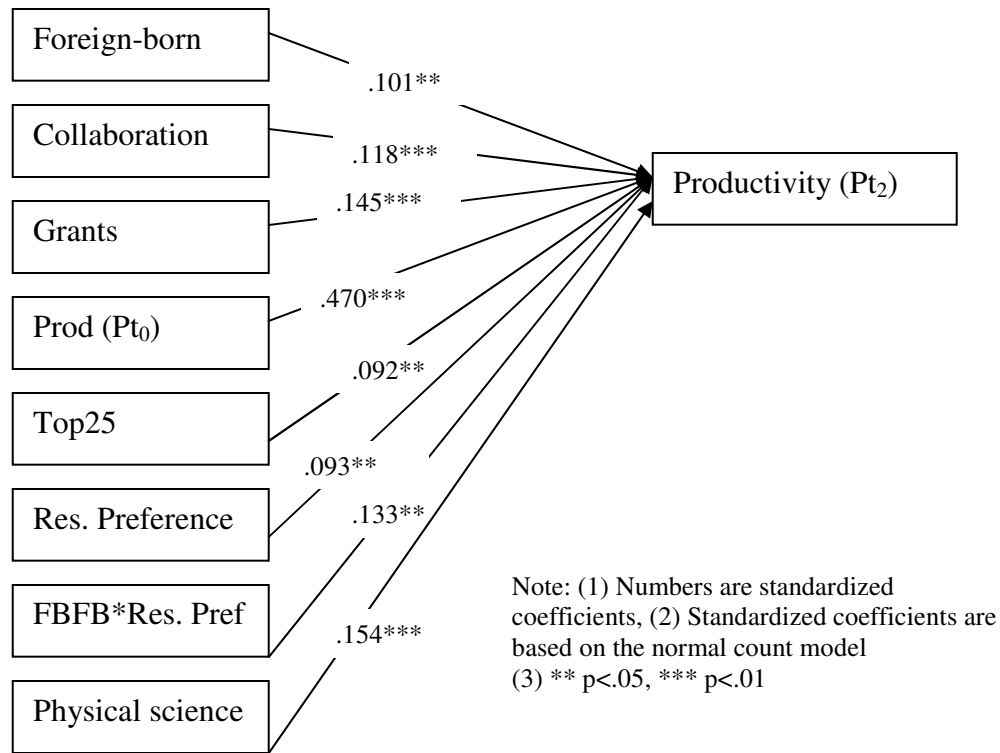 Foreign-born
.101**
Collaboration
.118***
Productivity (Pt₂)
.145***
Grants
.470***
Prod (Pt₀)
.092**
Top25
.093**
Res. Preference
.133**
FBFB*Res. Pref
.154***
Physical science
Note: (1) Numbers are standardized
coefficients, (2) Standardized coefficients are
based on the normal count model
(3) ** p<.05, *** p<.01